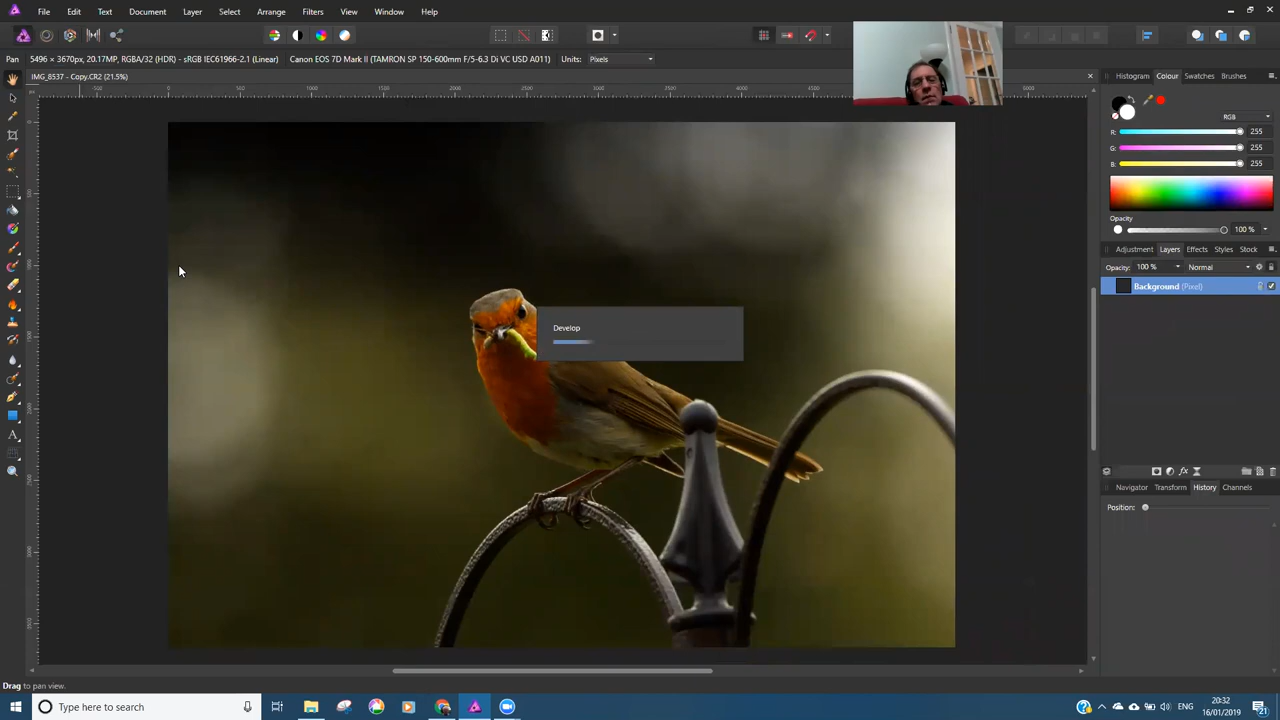 File Edit Text Document Layer Select Arrange Filters View Window Help
Pan 5496 × 3670px, 20.17MP, RGBA/32 (HDR) - sRGB IEC61966-2.1 (Linear) Canon EOS 7D Mark II (TAMRON SP 150-600mm F/5-6.3 Di VC USD A011) Units: Pixels
IMG_8537 - Copy.CR2 (21.5%)
Histogram Colour Swatches Brushes
RGB
R: 255
G: 255
B: 255
Opacity
100 %
Adjustment Layers Effects Styles Stock
Opacity: 100 % Normal
Background (Pixel)
Develop
Navigator Transform History Channels
Position:
Drag to pan view.
Type here to search
ENG
20:32
16/01/2019
21